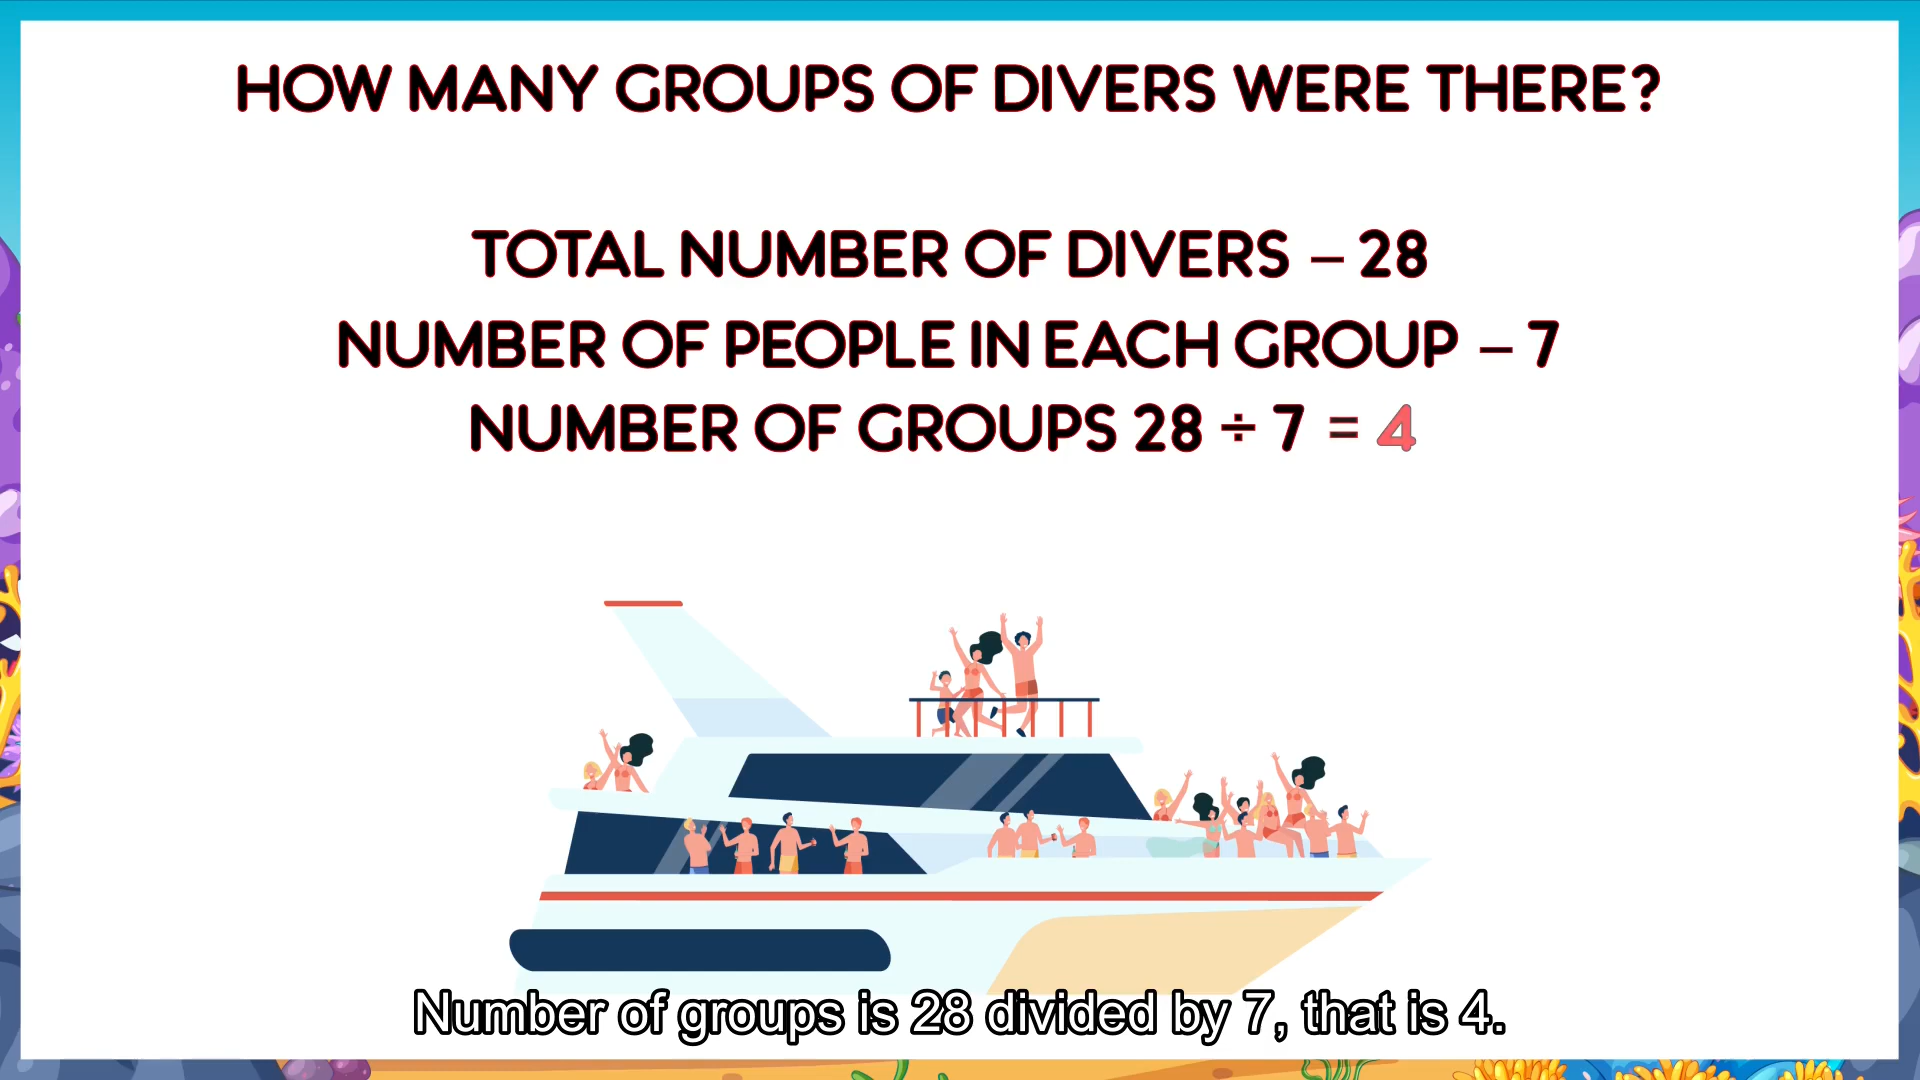 HOW MANY GROUPS OF DIVERS WERE THERE?
TOTAL NUMBER OF DIVERS – 28
NUMBER OF PEOPLE IN EACH GROUP – 7
NUMBER OF GROUPS 28 ÷ 7 = 4
Number of groups is 28 divided by 7, that is 4.